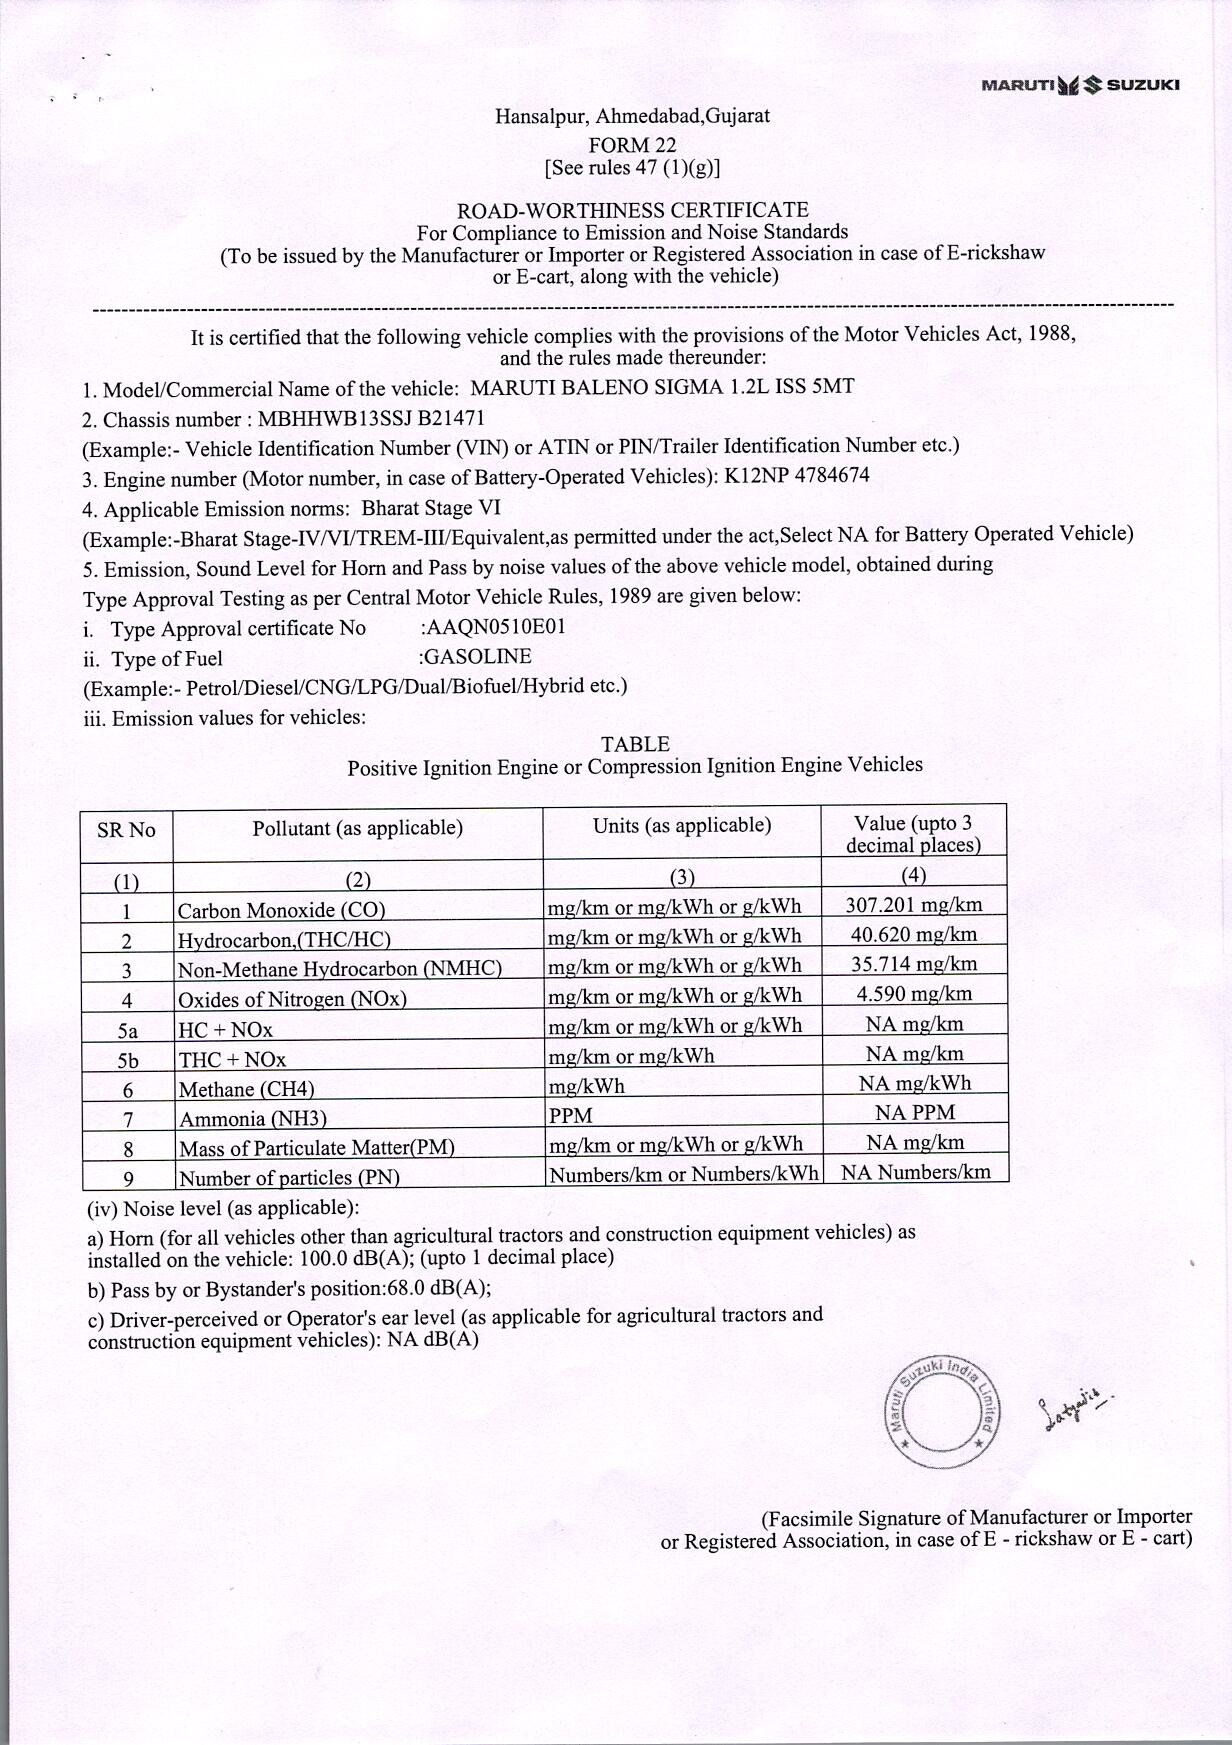 MARUTI SUZUKI
Hansalpur, Ahmedabad,Gujarat
FORM 22
[See rules 47 (1)(g)]
ROAD-WORTHINESS CERTIFICATE
For Compliance to Emission and Noise Standards
(To be issued by the Manufacturer or Importer or Registered Association in case of E-rickshaw
or E-cart, along with the vehicle)
It is certified that the following vehicle complies with the provisions of the Motor Vehicles Act, 1988,
and the rules made thereunder:
1. Model/Commercial Name of the vehicle: MARUTI BALENO SIGMA 1.2L ISS 5MT
2. Chassis number : MBHHWB13SSJ B21471
(Example:- Vehicle Identification Number (VIN) or ATIN or PIN/Trailer Identification Number etc.)
3. Engine number (Motor number, in case of Battery-Operated Vehicles): K12NP 4784674
4. Applicable Emission norms: Bharat Stage VI
(Example:-Bharat Stage-IV/VI/TREM-III/Equivalent,as permitted under the act,Select NA for Battery Operated Vehicle)
5. Emission, Sound Level for Horn and Pass by noise values of the above vehicle model, obtained during
Type Approval Testing as per Central Motor Vehicle Rules, 1989 are given below:
i. Type Approval certificate No :AAQN0510E01
ii. Type of Fuel :GASOLINE
(Example:- Petrol/Diesel/CNG/LPG/Dual/Biofuel/Hybrid etc.)
iii. Emission values for vehicles:
TABLE
Positive Ignition Engine or Compression Ignition Engine Vehicles
SR No Pollutant (as applicable) Units (as applicable) Value (upto 3
decimal places)
(1) (2) (3) (4)
1 Carbon Monoxide (CO) mg/km or mg/kWh or g/kWh 307.201 mg/km
2 Hydrocarbon,(THC/HC) mg/km or mg/kWh or g/kWh 40.620 mg/km
3 Non-Methane Hydrocarbon (NMHC) mg/km or mg/kWh or g/kWh 35.714 mg/km
4 Oxides of Nitrogen (NOx) mg/km or mg/kWh or g/kWh 4.590 mg/km
5a HC + NOx mg/km or mg/kWh or g/kWh NA mg/km
5b THC + NOx mg/km or mg/kWh NA mg/km
6 Methane (CH4) mg/kWh NA mg/kWh
7 Ammonia (NH3) PPM NA PPM
8 Mass of Particulate Matter(PM) mg/km or mg/kWh or g/kWh NA mg/km
9 Number of particles (PN) Numbers/km or Numbers/kWh NA Numbers/km
(iv) Noise level (as applicable):
a) Horn (for all vehicles other than agricultural tractors and construction equipment vehicles) as
installed on the vehicle: 100.0 dB(A); (upto 1 decimal place)
b) Pass by or Bystander's position:68.0 dB(A);
c) Driver-perceived or Operator's ear level (as applicable for agricultural tractors and
construction equipment vehicles): NA dB(A)
Maruti Suzuki India Limited
(Facsimile Signature of Manufacturer or Importer
or Registered Association, in case of E - rickshaw or E - cart)